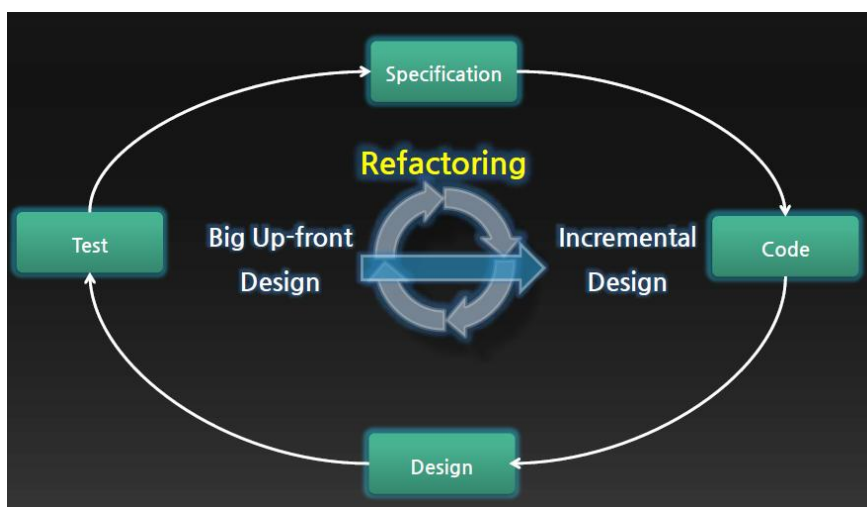 Specification
Refactoring
Test
Big Up-front
Design
Incremental
Design
Code
Design